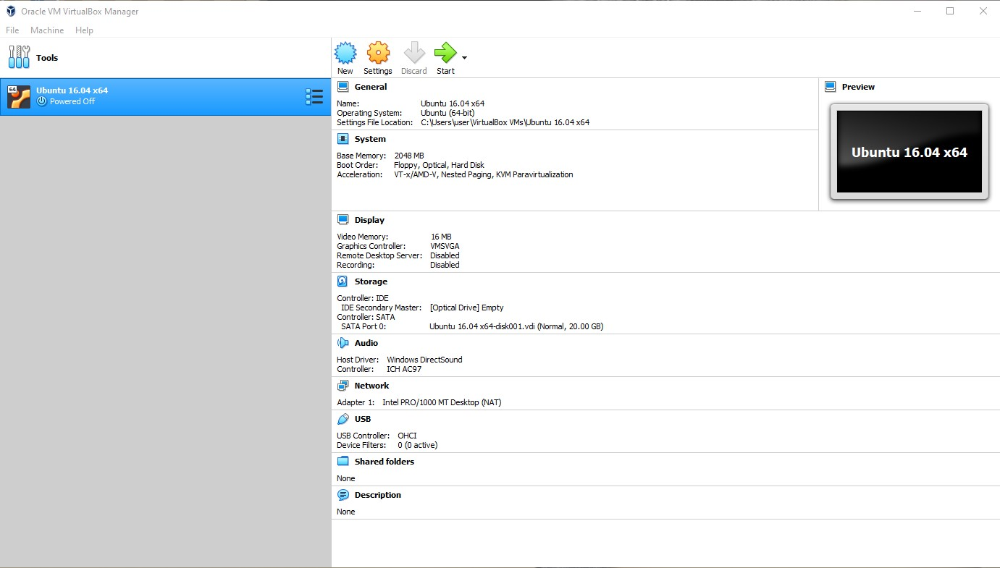 Oracle VM VirtualBox Manager
File Machine Help
Tools
New Settings Discard Start
64
Ubuntu 16.04 x64
Powered Off
General
Name: Ubuntu 16.04 x64
Operating System: Ubuntu (64-bit)
Settings File Location: C:\Users\user\VirtualBox VMs\Ubuntu 16.04 x64
Preview
Ubuntu 16.04 x64
System
Base Memory: 2048 MB
Boot Order: Floppy, Optical, Hard Disk
Acceleration: VT-x/AMD-V, Nested Paging, KVM Paravirtualization
Display
Video Memory: 16 MB
Graphics Controller: VMSVGA
Remote Desktop Server: Disabled
Recording: Disabled
Storage
Controller: IDE
IDE Secondary Master: [Optical Drive] Empty
Controller: SATA
SATA Port 0: Ubuntu 16.04 x64-disk001.vdi (Normal, 20.00 GB)
Audio
Host Driver: Windows DirectSound
Controller: ICH AC97
Network
Adapter 1: Intel PRO/1000 MT Desktop (NAT)
USB
USB Controller: OHCI
Device Filters: 0 (0 active)
Shared folders
None
Description
None